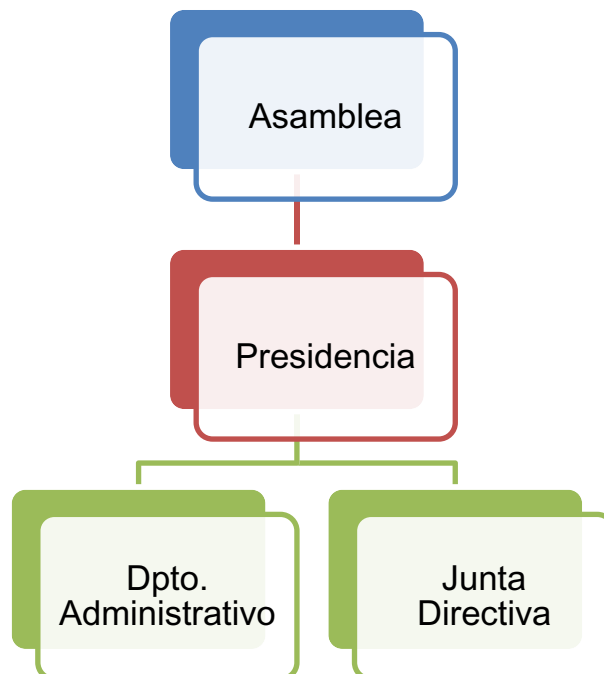 Asamblea
Presidencia
Dpto.
Administrativo
Junta
Directiva